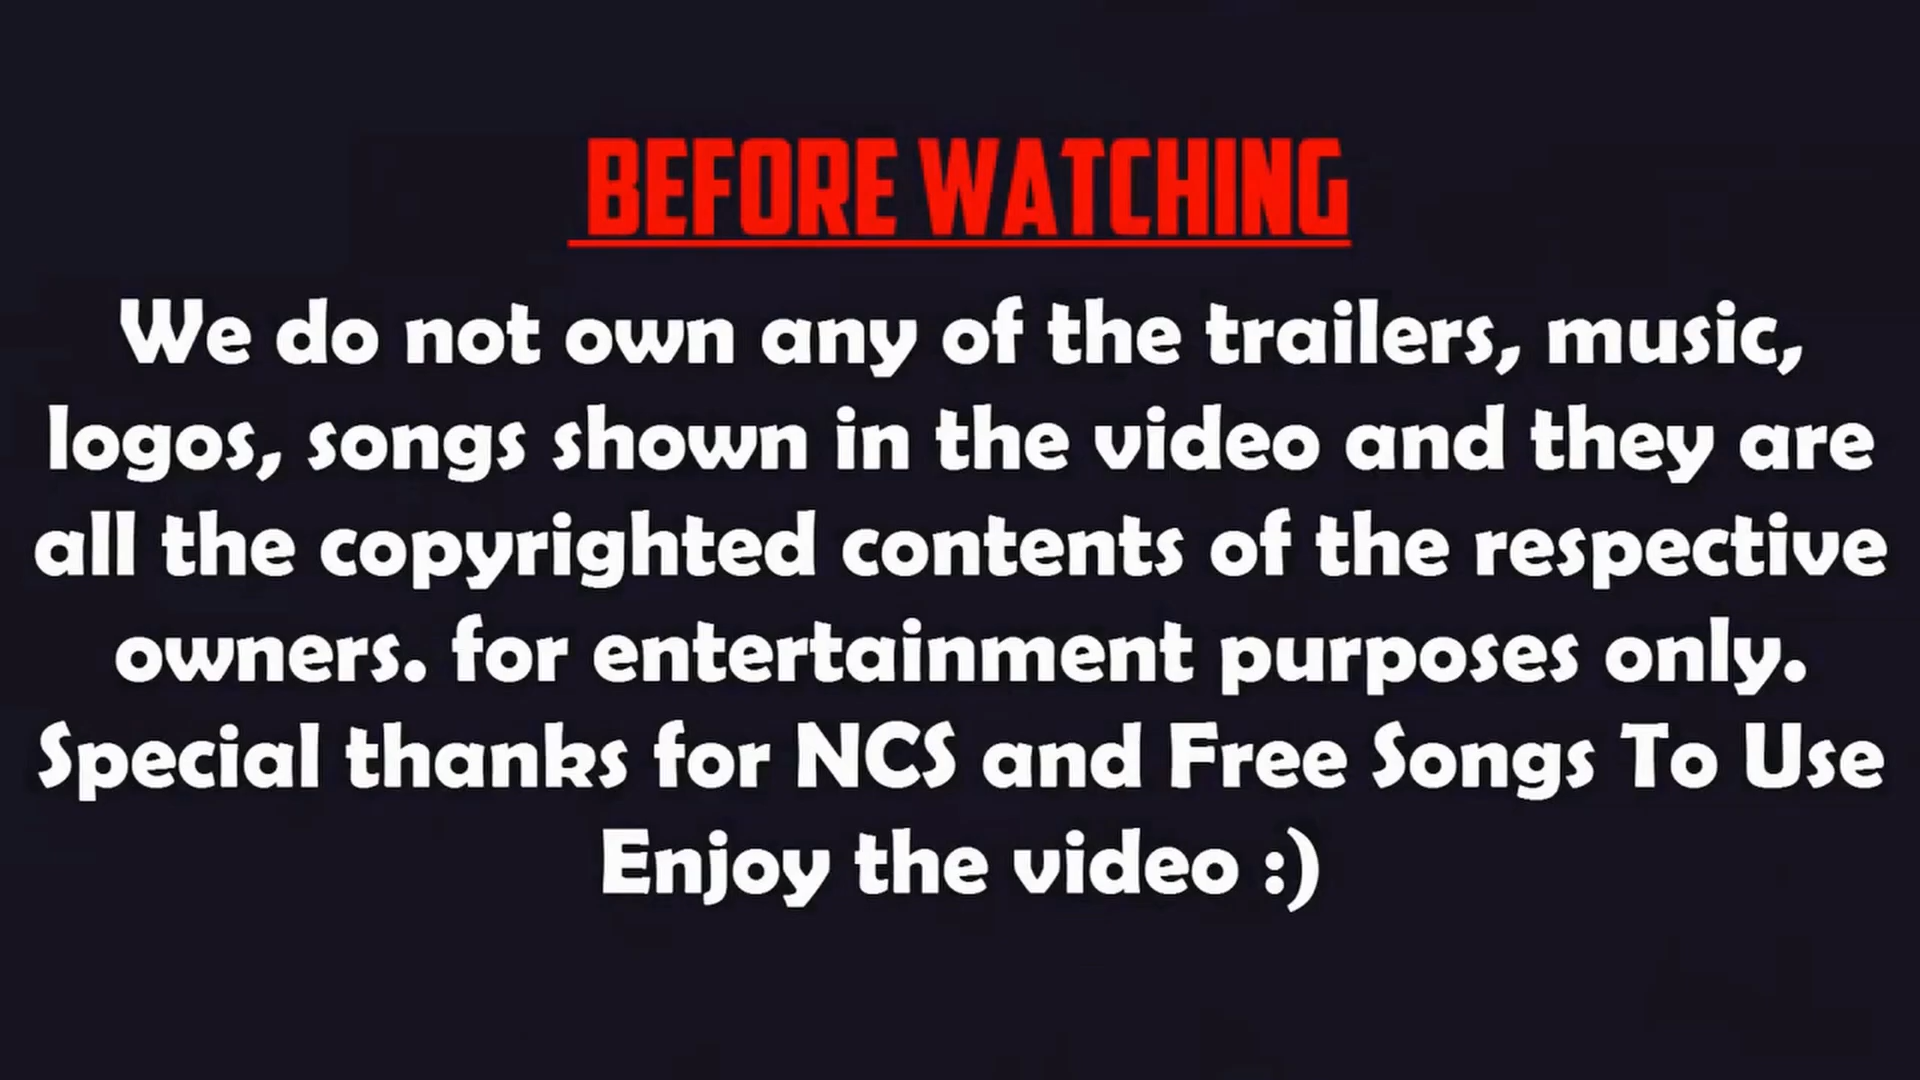 BEFORE WATCHING
We do not own any of the trailers, music,
logos, songs shown in the video and they are
all the copyrighted contents of the respective
owners. for entertainment purposes only.
Special thanks for NCS and Free Songs To Use
Enjoy the video :)